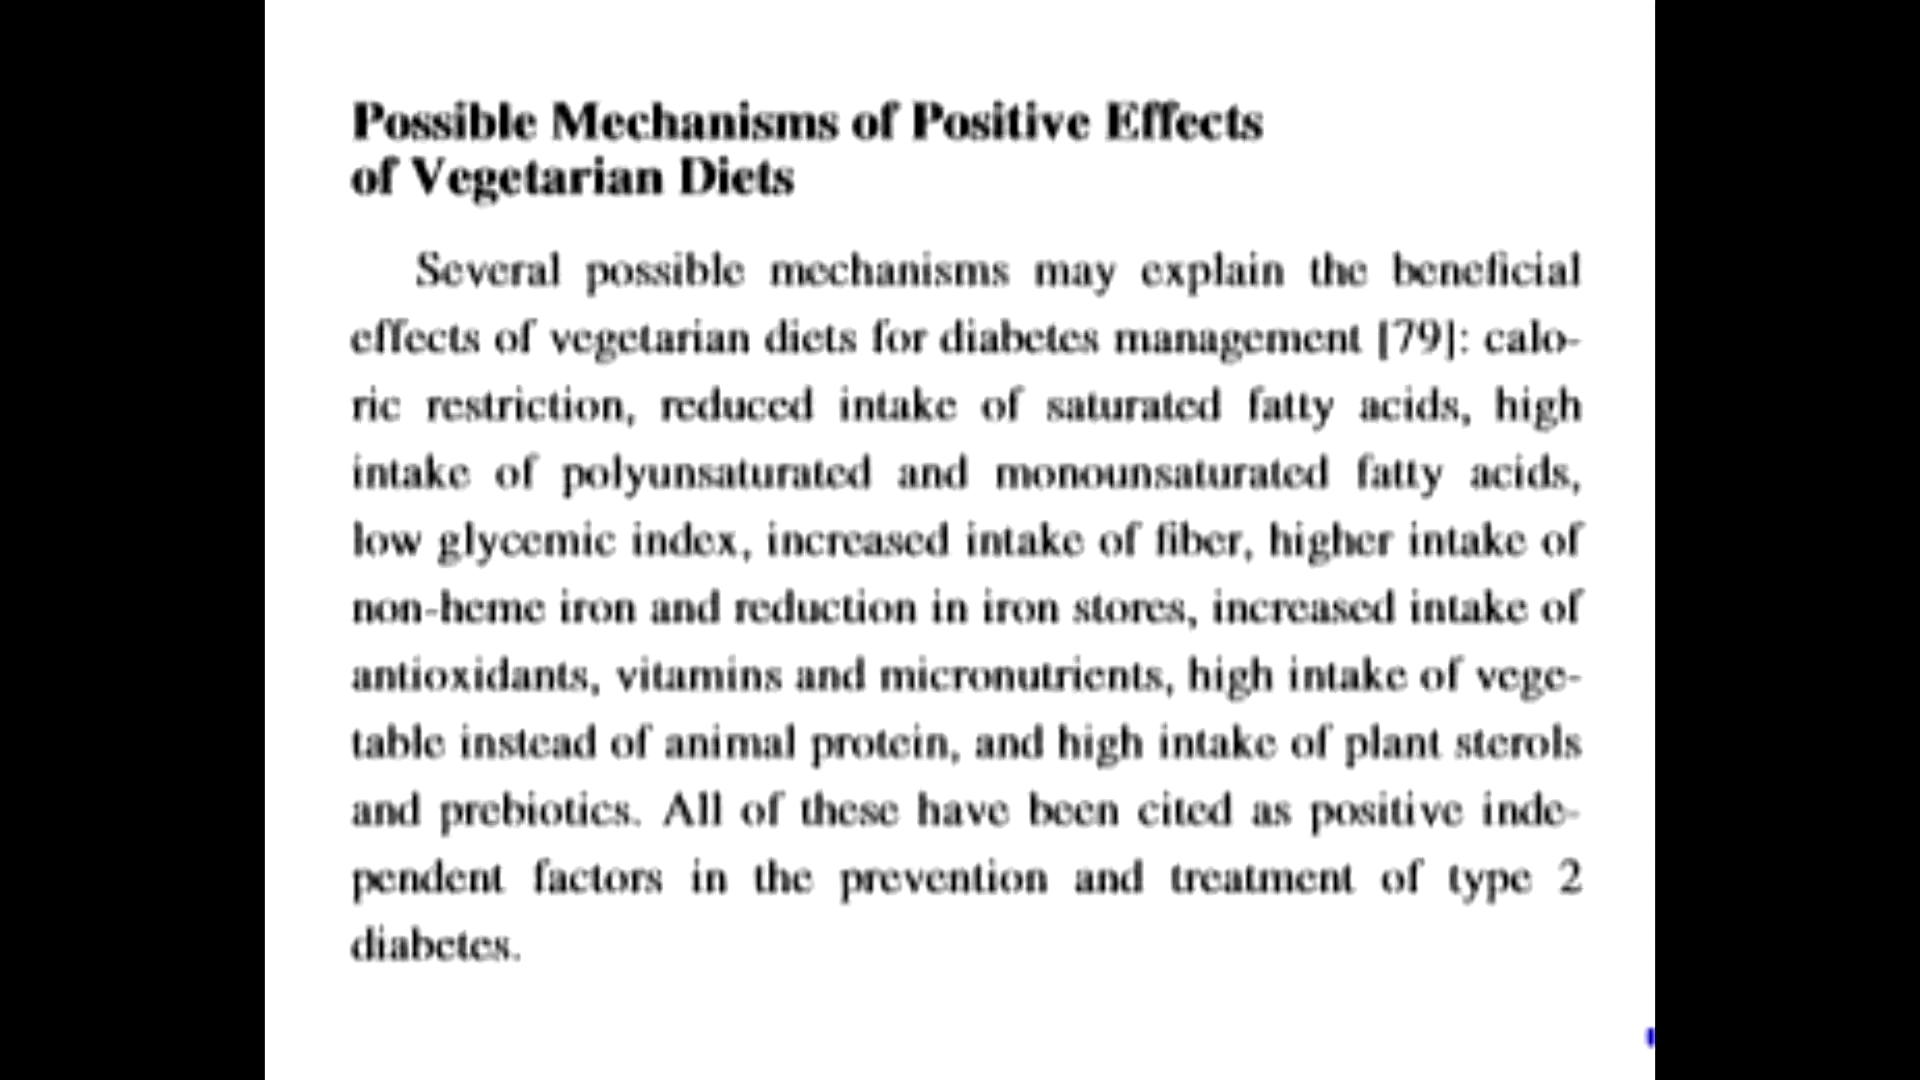 Possible Mechanisms of Positive Effects
of Vegetarian Diets
Several possible mechanisms may explain the beneficial
effects of vegetarian diets for diabetes management [79]: calo-
ric restriction, reduced intake of saturated fatty acids, high
intake of polyunsaturated and monounsaturated fatty acids,
low glycemic index, increased intake of fiber, higher intake of
non-heme iron and reduction in iron stores, increased intake of
antioxidants, vitamins and micronutrients, high intake of vege-
table instead of animal protein, and high intake of plant sterols
and prebiotics. All of these have been cited as positive inde-
pendent factors in the prevention and treatment of type 2
diabetes.